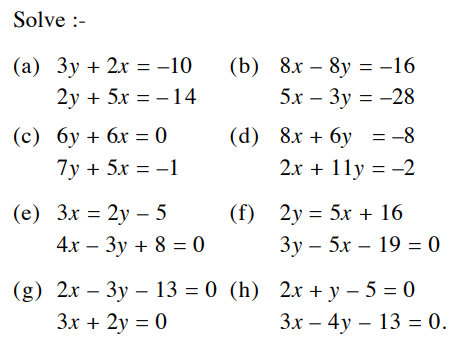 Solve :-
(a) 3y + 2x = –10 (b) 8x – 8y = –16
2y + 5x = – 14 5x – 3y = –28
(c) 6y + 6x = 0 (d) 8x + 6y = –8
7y + 5x = –1 2x + 11y = –2
(e) 3x = 2y – 5 (f) 2y = 5x + 16
4x – 3y + 8 = 0 3y – 5x – 19 = 0
(g) 2x – 3y – 13 = 0 (h) 2x + y – 5 = 0
3x + 2y = 0 3x – 4y – 13 = 0.